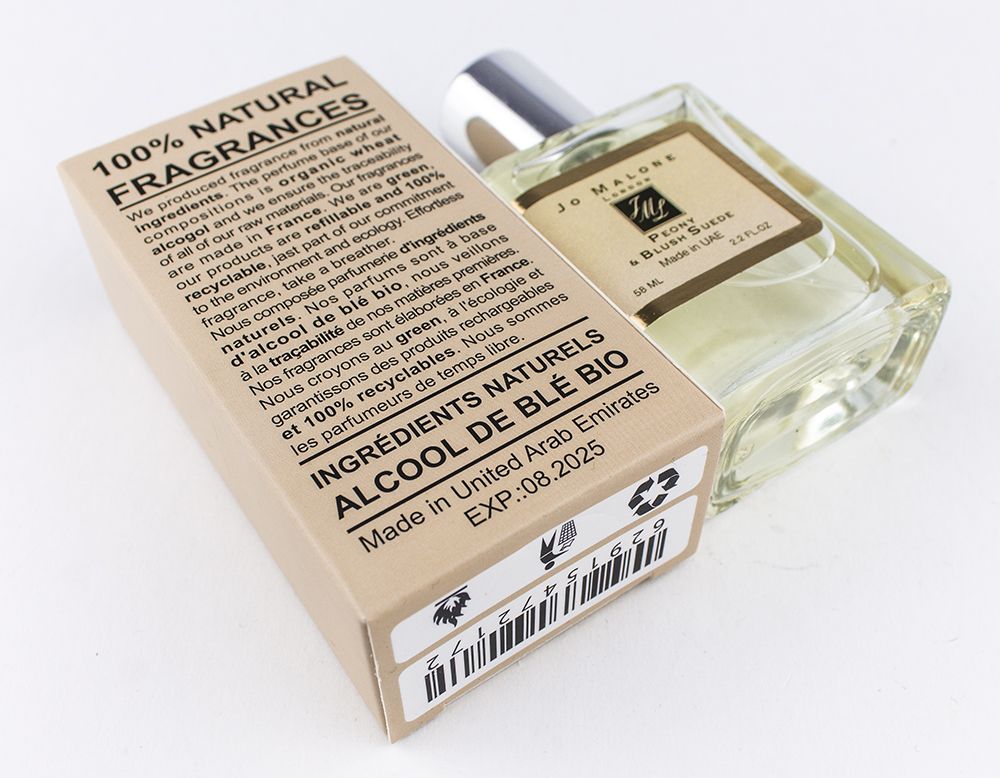 100% NATURAL
FRAGRANCES
We produced fragrance from natural
ingredients. The perfume base of our
compositions is organic wheat
alcogol and we ensure the traceability
of all of our raw materials. Our fragrances
are made in France. We are green,
our products are refillable and 100%
recyclable, jast part of our commitment
to the environment and ecology. Effortless
fragrance, take a breather.
Nous composée parfumerie d'ingrédients
naturels, Nos parfums sont à base
d'alcool de blé bio, nous veillons
à la traçabilité de nos matières premières.
Nos fragrances sont élaborées en France,
Nous croyons au green, à l'écologie et
garantissons des produits rechargeables
et 100% recyclables. Nous sommes
les parfumeurs de temps libre.
INGRÉDIENTS NATURELS
ALCOOL DE BLÉ BIO
Made in United Arab Emirates
EXP.:08.2025
6291547721772
JO MALONE
LONDON
JML
PEONY
& BLUSH SUEDE
Made in UAE
58 ML 2.2 FL.OZ